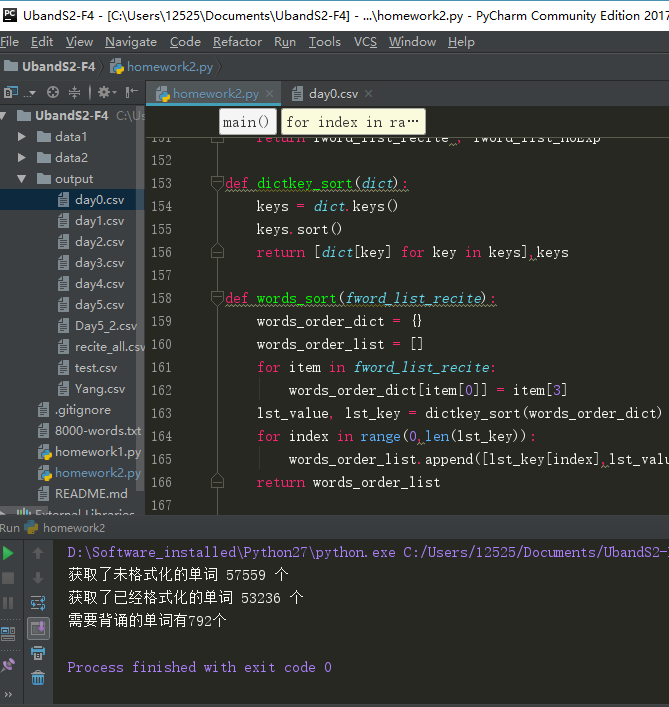 UbandS2-F4 - [C:\Users\12525\Documents\UbandS2-F4] - ...\homework2.py - PyCharm Community Edition 2017
File Edit View Navigate Code Refactor Run Tools VCS Window Help
UbandS2-F4 homework2.py
homework2.py day0.csv
main() for index in ra…
UbandS2-F4 C:\Us
data1
data2
output
day0.csv
day1.csv
day2.csv
day3.csv
day4.csv
day5.csv
Day5_2.csv
recite_all.csv
test.csv
Yang.csv
.gitignore
8000-words.txt
homework1.py
homework2.py
README.md
External Libraries
151 return fword_list_recite , fword_list_noExp
152
153 def dictkey_sort(dict):
154 keys = dict.keys()
155 keys.sort()
156 return [dict[key] for key in keys],keys
157
158 def words_sort(fword_list_recite):
159 words_order_dict = {}
160 words_order_list = []
161 for item in fword_list_recite:
162 words_order_dict[item[0]] = item[3]
163 lst_value, lst_key = dictkey_sort(words_order_dict)
164 for index in range(0,len(lst_key)):
165 words_order_list.append([lst_key[index],lst_valu
166 return words_order_list
167
Run homework2
D:\Software_installed\Python27\python.exe C:/Users/12525/Documents/UbandS2-
获取了未格式化的单词 57559 个
获取了已经格式化的单词 53236 个
需要背诵的单词有792个
Process finished with exit code 0